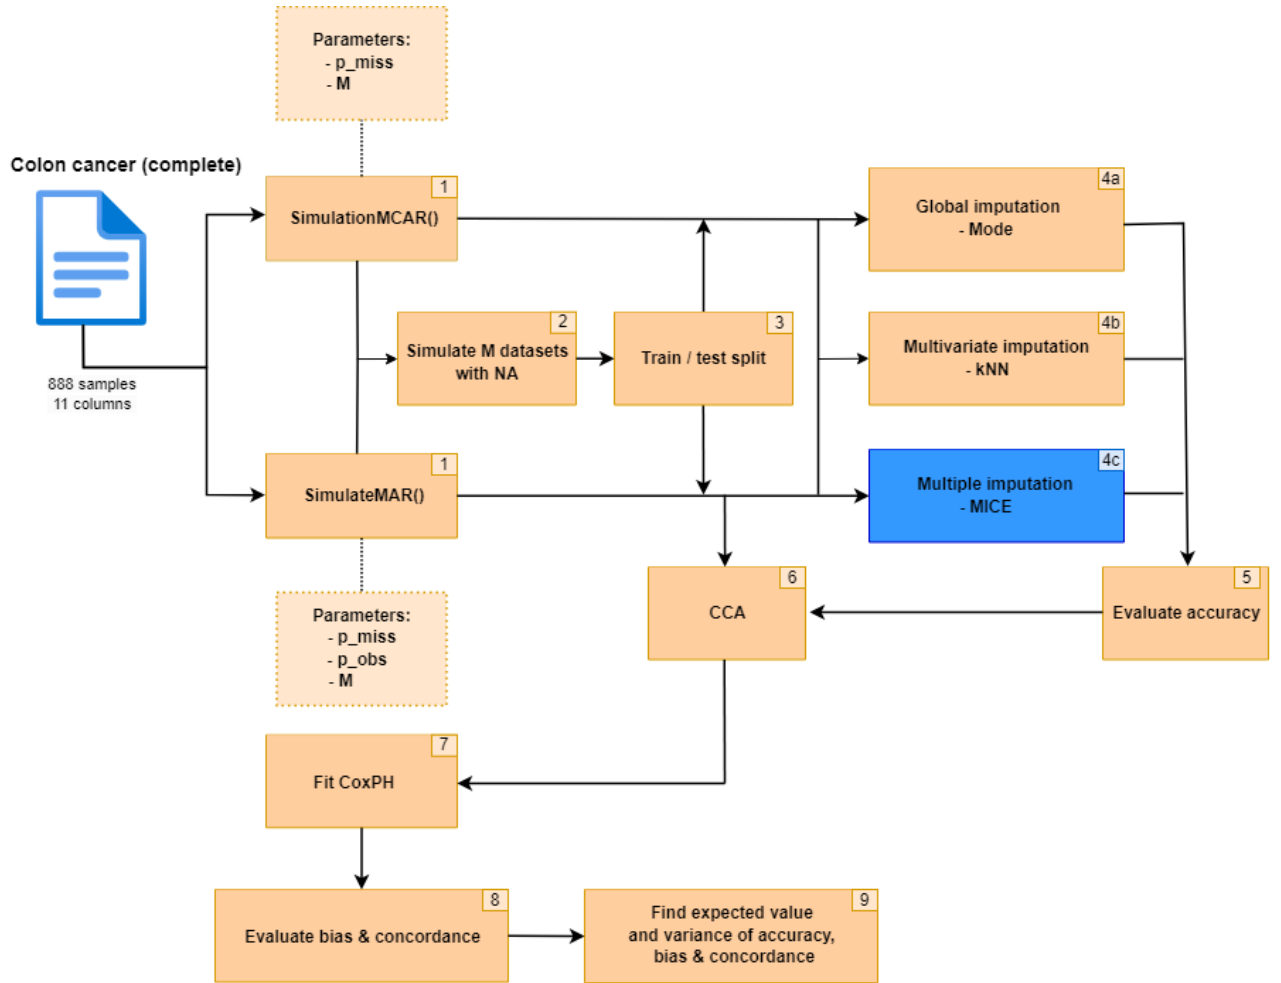 Parameters:
- p_miss
- M
Colon cancer (complete)
888 samples
11 columns
1
SimulationMCAR()
2
Simulate M datasets
with NA
3
Train / test split
1
SimulateMAR()
Parameters:
- p_miss
- p_obs
- M
4a
Global imputation
- Mode
4b
Multivariate imputation
- kNN
4c
Multiple imputation
- MICE
5
Evaluate accuracy
6
CCA
7
Fit CoxPH
8
Evaluate bias & concordance
9
Find expected value
and variance of accuracy,
bias & concordance